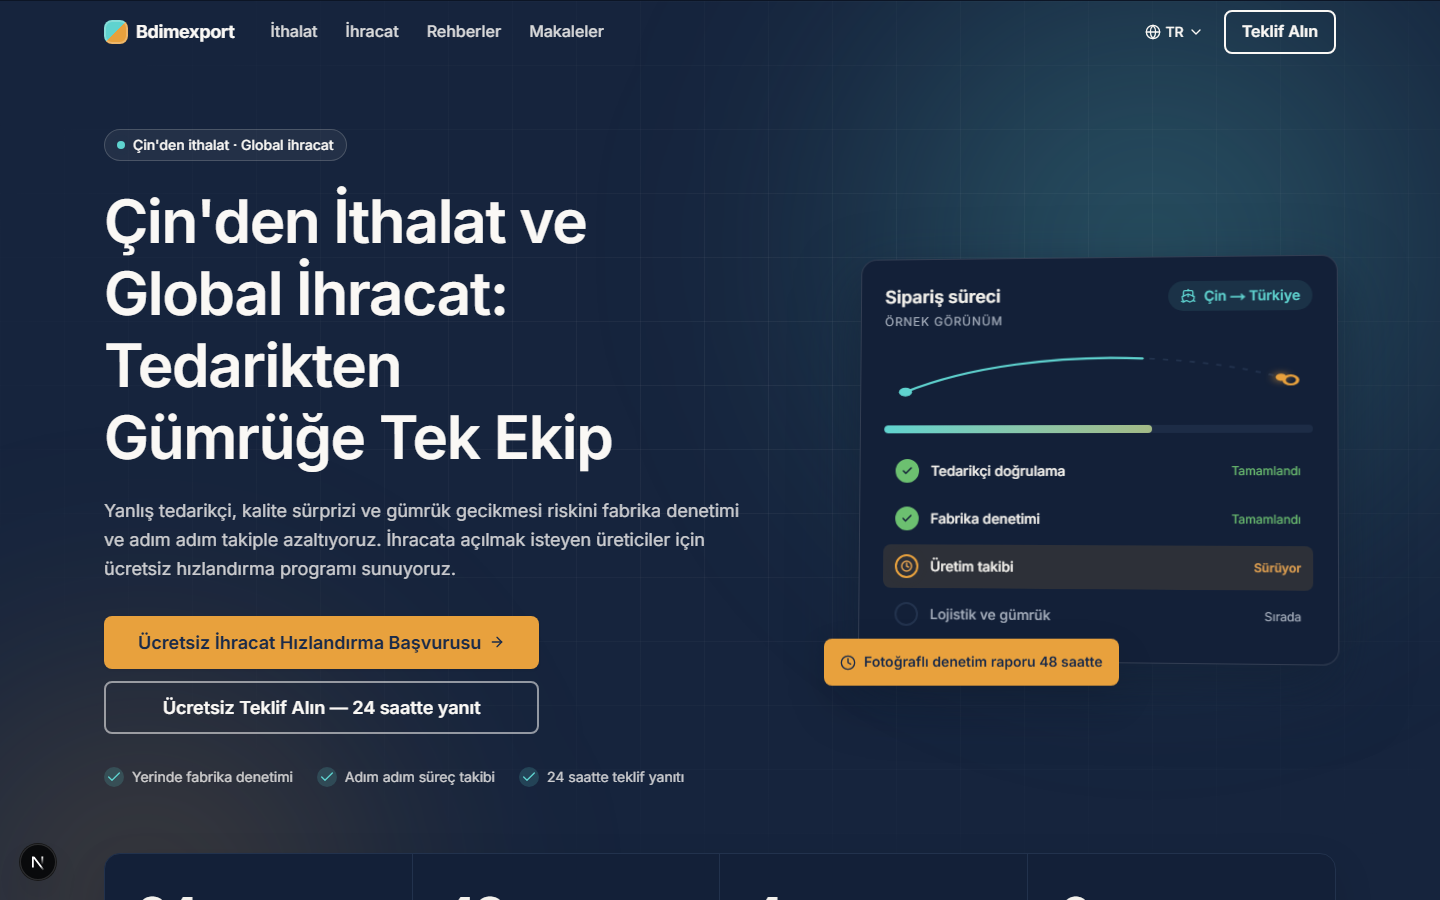 Bdimexport
İthalat
İhracat
Rehberler
Makaleler
TR
Teklif Alın
Çin'den ithalat · Global ihracat
Çin'den İthalat ve
Global İhracat:
Tedarikten
Gümrüğe Tek Ekip
Yanlış tedarikçi, kalite sürprizi ve gümrük gecikmesi riskini fabrika denetimi
ve adım adım takiple azaltıyoruz. İhracata açılmak isteyen üreticiler için
ücretsiz hızlandırma programı sunuyoruz.
Ücretsiz İhracat Hızlandırma Başvurusu →
Ücretsiz Teklif Alın — 24 saatte yanıt
Yerinde fabrika denetimi
Adım adım süreç takibi
24 saatte teklif yanıtı
Sipariş süreci
Çin → Türkiye
ÖRNEK GÖRÜNÜM
Tedarikçi doğrulama
Tamamlandı
Fabrika denetimi
Tamamlandı
Üretim takibi
Sürüyor
Lojistik ve gümrük
Sırada
Fotoğraflı denetim raporu 48 saatte
N